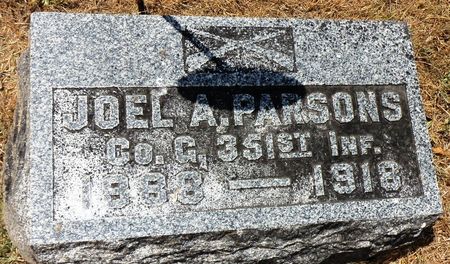 JOEL A. PARSONS
CO. G, 351ST INF.
1888 — 1918